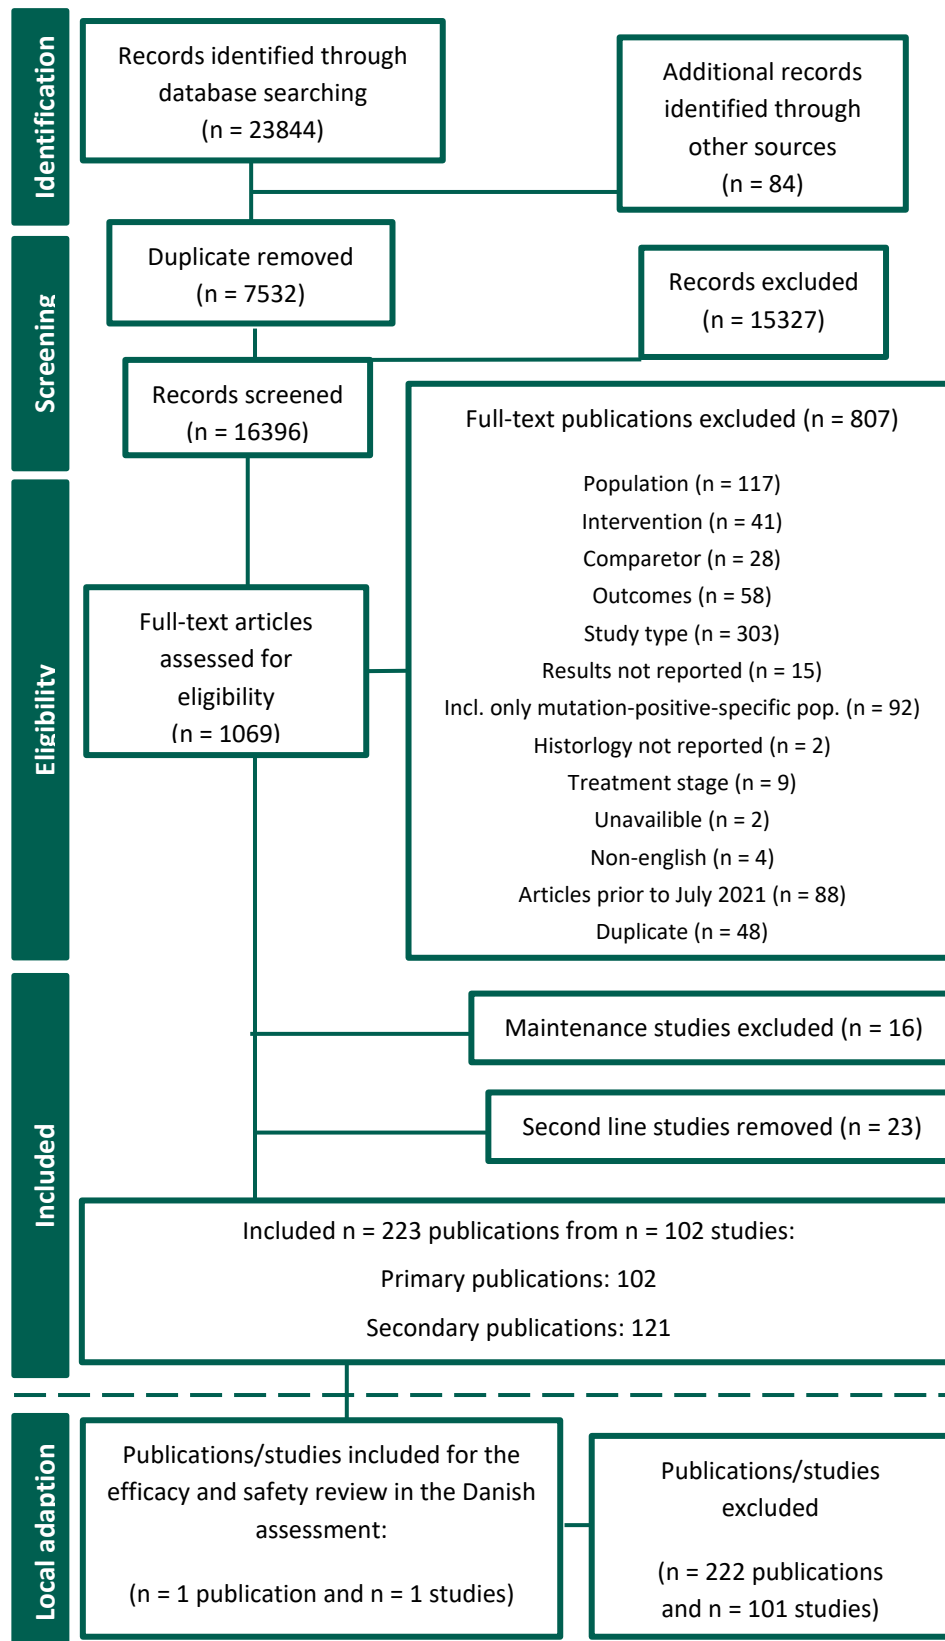 Identification
Records identified through
database searching
(n = 23844)
Additional records
identified through
other sources
(n = 84)
Screening
Duplicate removed
(n = 7532)
Records excluded
(n = 15327)
Records screened
(n = 16396)
Eligibility
Full-text articles
assessed for
eligibility
(n = 1069)
Full-text publications excluded (n = 807)
Population (n = 117)
Intervention (n = 41)
Comparetor (n = 28)
Outcomes (n = 58)
Study type (n = 303)
Results not reported (n = 15)
Incl. only mutation-positive-specific pop. (n = 92)
Historlogy not reported (n = 2)
Treatment stage (n = 9)
Unavailible (n = 2)
Non-english (n = 4)
Articles prior to July 2021 (n = 88)
Duplicate (n = 48)
Included
Maintenance studies excluded (n = 16)
Second line studies removed (n = 23)
Included n = 223 publications from n = 102 studies:
Primary publications: 102
Secondary publications: 121
Local adaption
Publications/studies included for the
efficacy and safety review in the Danish
assessment:
(n = 1 publication and n = 1 studies)
Publications/studies
excluded
(n = 222 publications
and n = 101 studies)